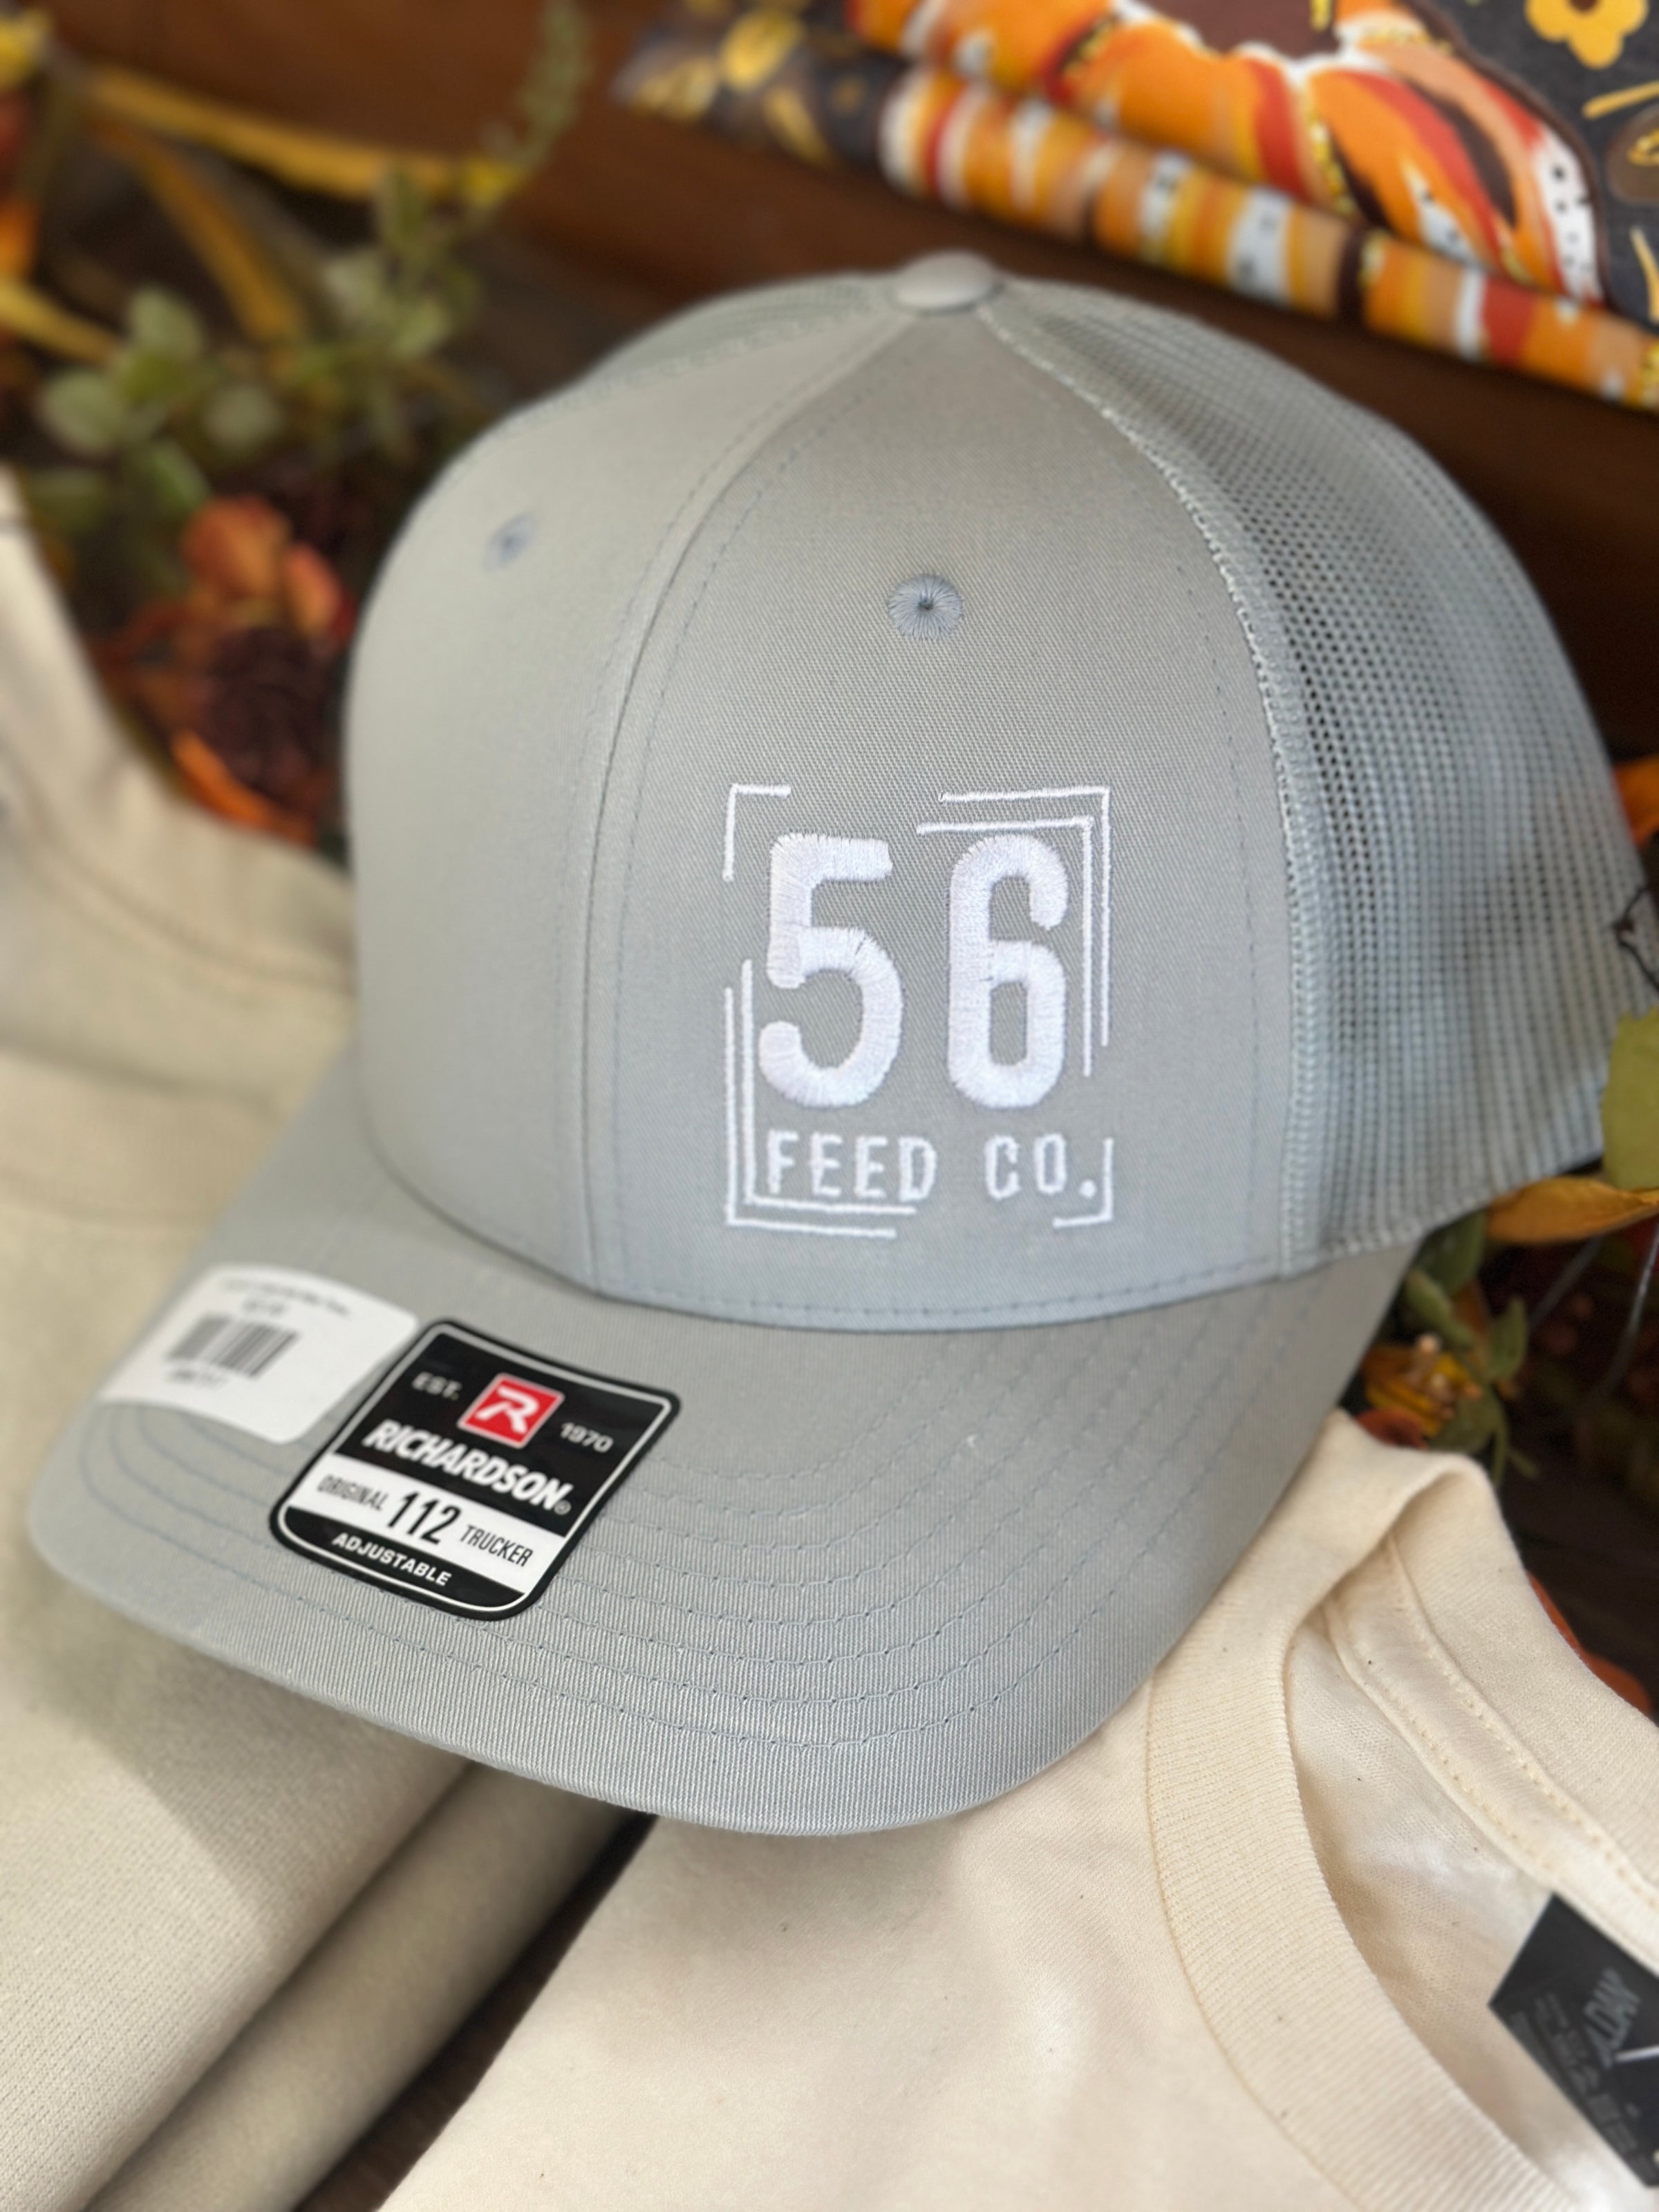 56
FEED CO.
EST. R 1970
RICHARDSON®
ORIGINAL 112 TRUCKER
ADJUSTABLE